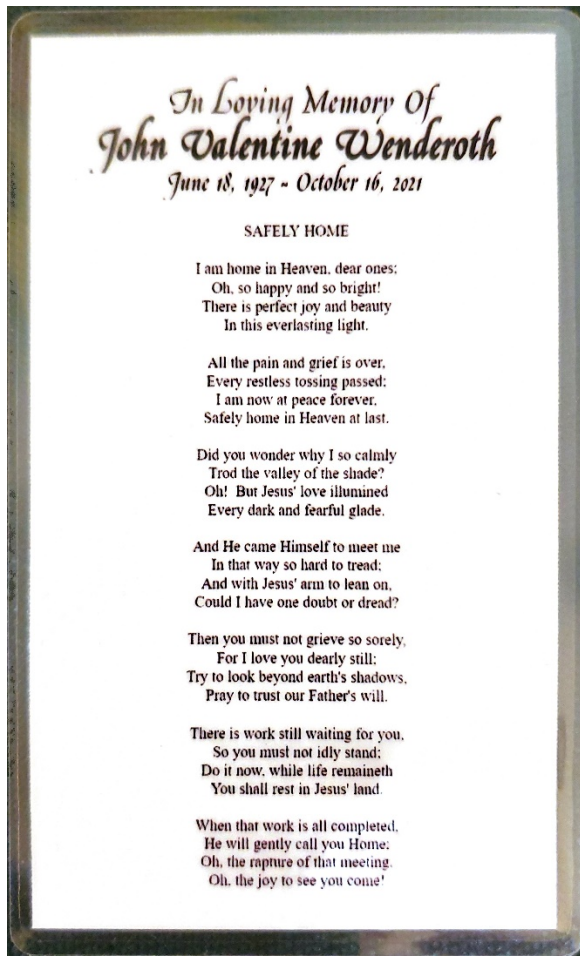 In Loving Memory Of
John Valentine Wenderoth
June 18, 1927 ~ October 16, 2021
SAFELY HOME
I am home in Heaven, dear ones;
Oh, so happy and so bright!
There is perfect joy and beauty
In this everlasting light.
All the pain and grief is over,
Every restless tossing passed;
I am now at peace forever,
Safely home in Heaven at last.
Did you wonder why I so calmly
Trod the valley of the shade?
Oh! But Jesus' love illumined
Every dark and fearful glade.
And He came Himself to meet me
In that way so hard to tread;
And with Jesus' arm to lean on,
Could I have one doubt or dread?
Then you must not grieve so sorely,
For I love you dearly still;
Try to look beyond earth's shadows,
Pray to trust our Father's will.
There is work still waiting for you,
So you must not idly stand;
Do it now, while life remaineth
You shall rest in Jesus' land.
When that work is all completed,
He will gently call you Home;
Oh, the rapture of that meeting.
Oh, the joy to see you come!